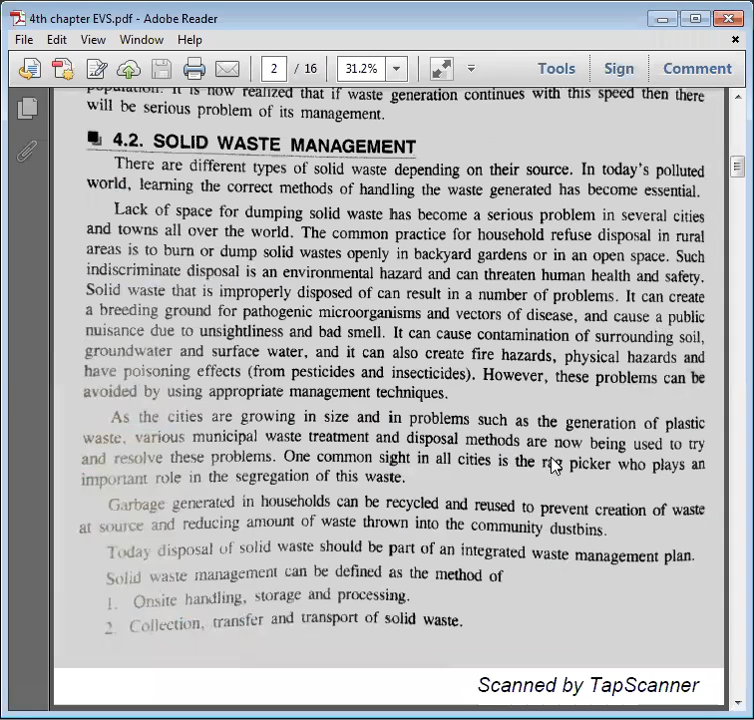 4th chapter EVS.pdf - Adobe Reader
File Edit View Window Help
2 / 16 31.2% Tools Sign Comment
population. It is now realized that if waste generation continues with this speed then there
will be serious problem of its management.
4.2. SOLID WASTE MANAGEMENT
There are different types of solid waste depending on their source. In today's polluted
world, learning the correct methods of handling the waste generated has become essential.
Lack of space for dumping solid waste has become a serious problem in several cities
and towns all over the world. The common practice for household refuse disposal in rural
areas is to burn or dump solid wastes openly in backyard gardens or in an open space. Such
indiscriminate disposal is an environmental hazard and can threaten human health and safety.
Solid waste that is improperly disposed of can result in a number of problems. It can create
a breeding ground for pathogenic microorganisms and vectors of disease, and cause a public
nuisance due to unsightliness and bad smell. It can cause contamination of surrounding soil,
groundwater and surface water, and it can also create fire hazards, physical hazards and
have poisoning effects (from pesticides and insecticides). However, these problems can be
avoided by using appropriate management techniques.
As the cities are growing in size and in problems such as the generation of plastic
waste, various municipal waste treatment and disposal methods are now being used to try
and resolve these problems. One common sight in all cities is the rag picker who plays an
important role in the segregation of this waste.
Garbage generated in households can be recycled and reused to prevent creation of waste
at source and reducing amount of waste thrown into the community dustbins.
Today disposal of solid waste should be part of an integrated waste management plan.
Solid waste management can be defined as the method of
1. Onsite handling, storage and processing.
2. Collection, transfer and transport of solid waste.
Scanned by TapScanner